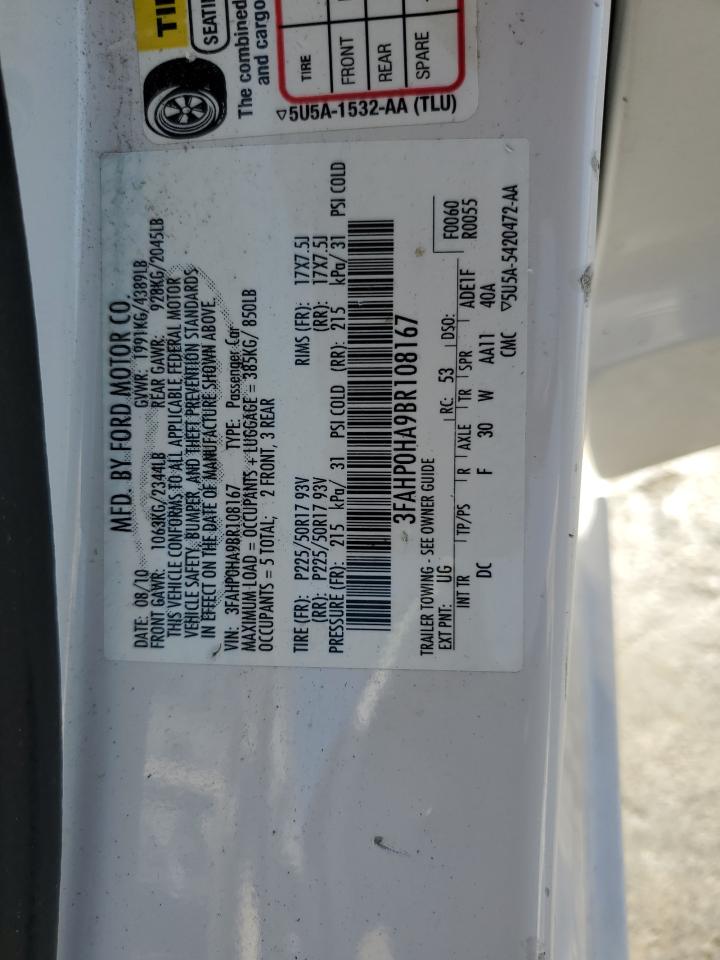 TI
SEATI
The combined
and cargo
TIRE
FRONT
REAR
SPARE
▽5U5A-1532-AA (TLU)
MFD. BY FORD MOTOR CO.
DATE: 08/10 GVWR: 1991KG/4389LB
FRONT GAWR: 1063KG/2344LB REAR GAWR: 928KG/2045LB
THIS VEHICLE CONFORMS TO ALL APPLICABLE FEDERAL MOTOR
VEHICLE SAFETY, BUMPER, AND THEFT PREVENTION STANDARDS
IN EFFECT ON THE DATE OF MANUFACTURE SHOWN ABOVE.
VIN: 3FAHP0HA9BR108167 TYPE: Passenger Car
MAXIMUM LOAD = OCCUPANTS + LUGGAGE = 385KG/ 850LB
OCCUPANTS = 5 TOTAL; 2 FRONT, 3 REAR
TIRE (FR): P225/50R17 93V RIMS (FR): 17X7.5J
(RR): P225/50R17 93V (RR): 17X7.5J
PRESSURE (FR): 215 kPa/ 31 PSI COLD (RR): 215 kPa/ 31 PSI COLD
3FAHP0HA9BR108167
TRAILER TOWING - SEE OWNER GUIDE F0060
R0055
EXT PNT: UG RC: 53 DSO:
INT TR TP/PS R AXLE TR SPR ADE1F
DC F 30 W AA11 40A
CMC ▽5U5A-5420472-AA